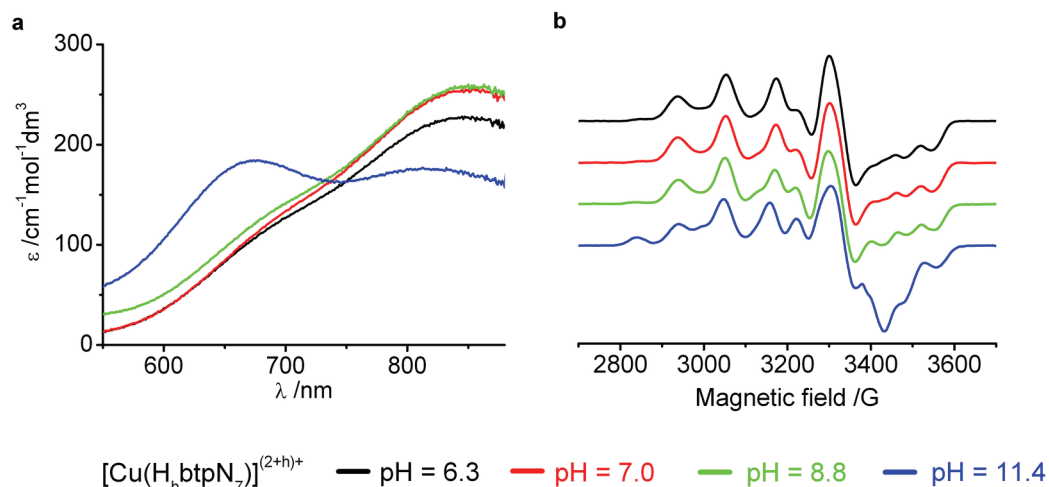 a
b
300
200
100
0
ε /cm⁻¹mol⁻¹dm³
600 700 800
λ /nm
2800 3000 3200 3400 3600
Magnetic field /G
[Cu(HₕbtpN₇)]⁽²⁺ʰ⁾⁺ pH = 6.3 pH = 7.0 pH = 8.8 pH = 11.4